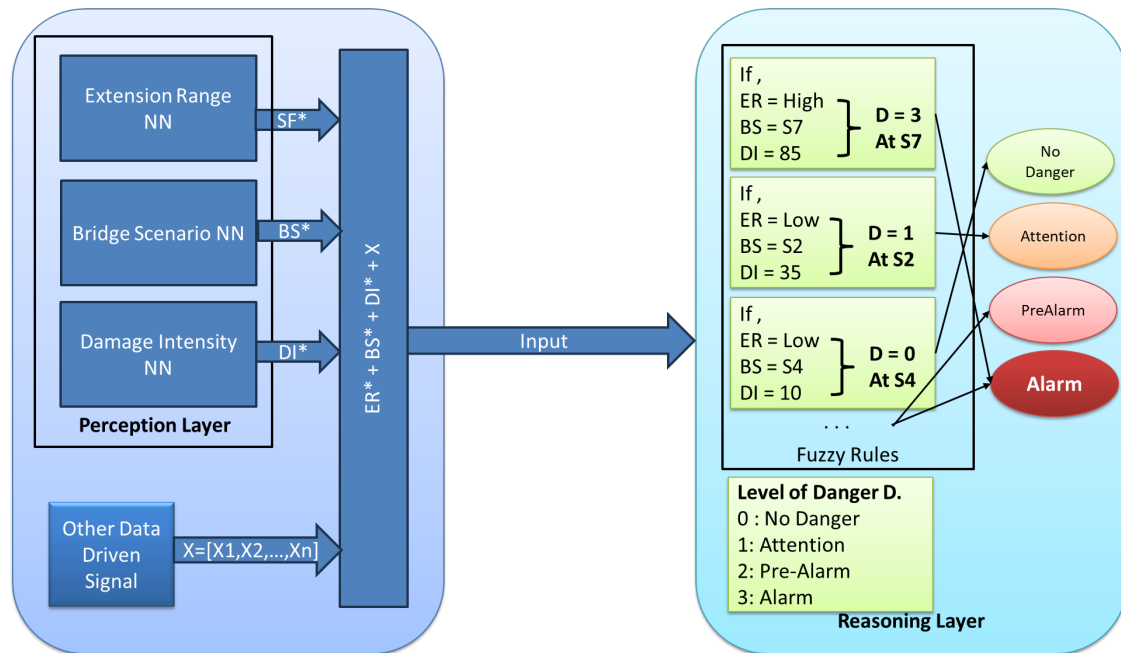 Extension Range
NN
SF*
Bridge Scenario NN
BS*
Damage Intensity
NN
DI*
Perception Layer
Other Data
Driven
Signal
X=[X1,X2,...,Xn]
ER* + BS* + DI* + X
Input
If ,
ER = High
BS = S7
DI = 85
D = 3
At S7
If,
ER = Low
BS = S2
DI = 35
D = 1
At S2
If,
ER = Low
BS = S4
DI = 10
D = 0
At S4
. . .
Fuzzy Rules
No
Danger
Attention
PreAlarm
Alarm
Level of Danger D.
0 : No Danger
1: Attention
2: Pre-Alarm
3: Alarm
Reasoning Layer